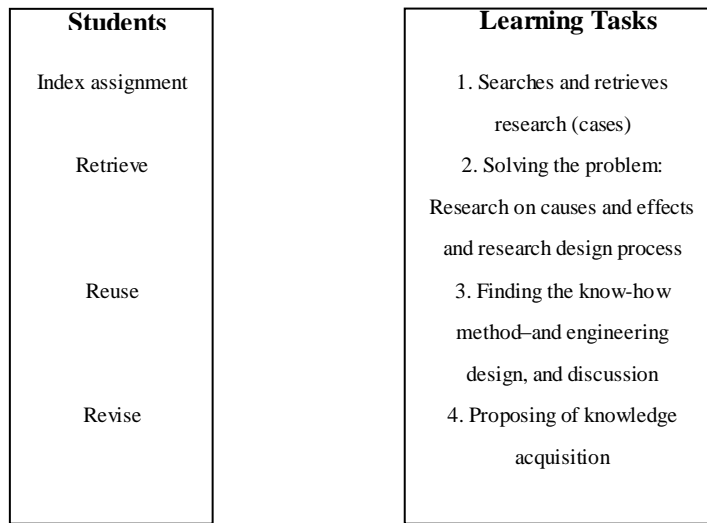 Students
Index assignment
Retrieve
Reuse
Revise
Learning Tasks
1. Searches and retrieves
research (cases)
2. Solving the problem:
Research on causes and effects
and research design process
3. Finding the know-how
method–and engineering
design, and discussion
4. Proposing of knowledge
acquisition